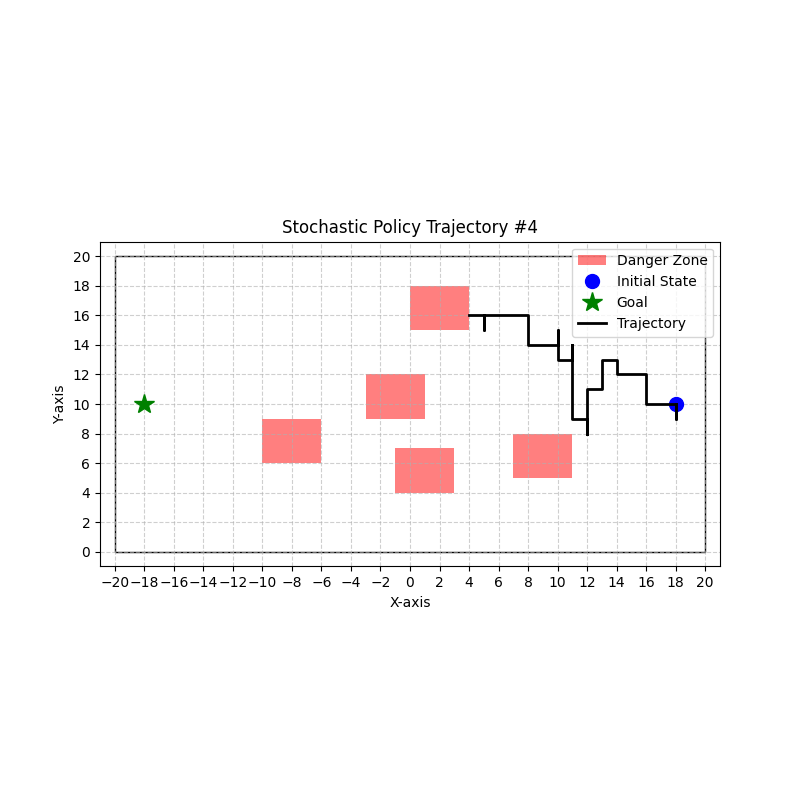 Stochastic Policy Trajectory #4
Danger Zone
Initial State
Goal
Trajectory
Y-axis
20
18
16
14
12
10
8
6
4
2
0
−20 −18 −16 −14 −12 −10 −8 −6 −4 −2 0 2 4 6 8 10 12 14 16 18 20
X-axis